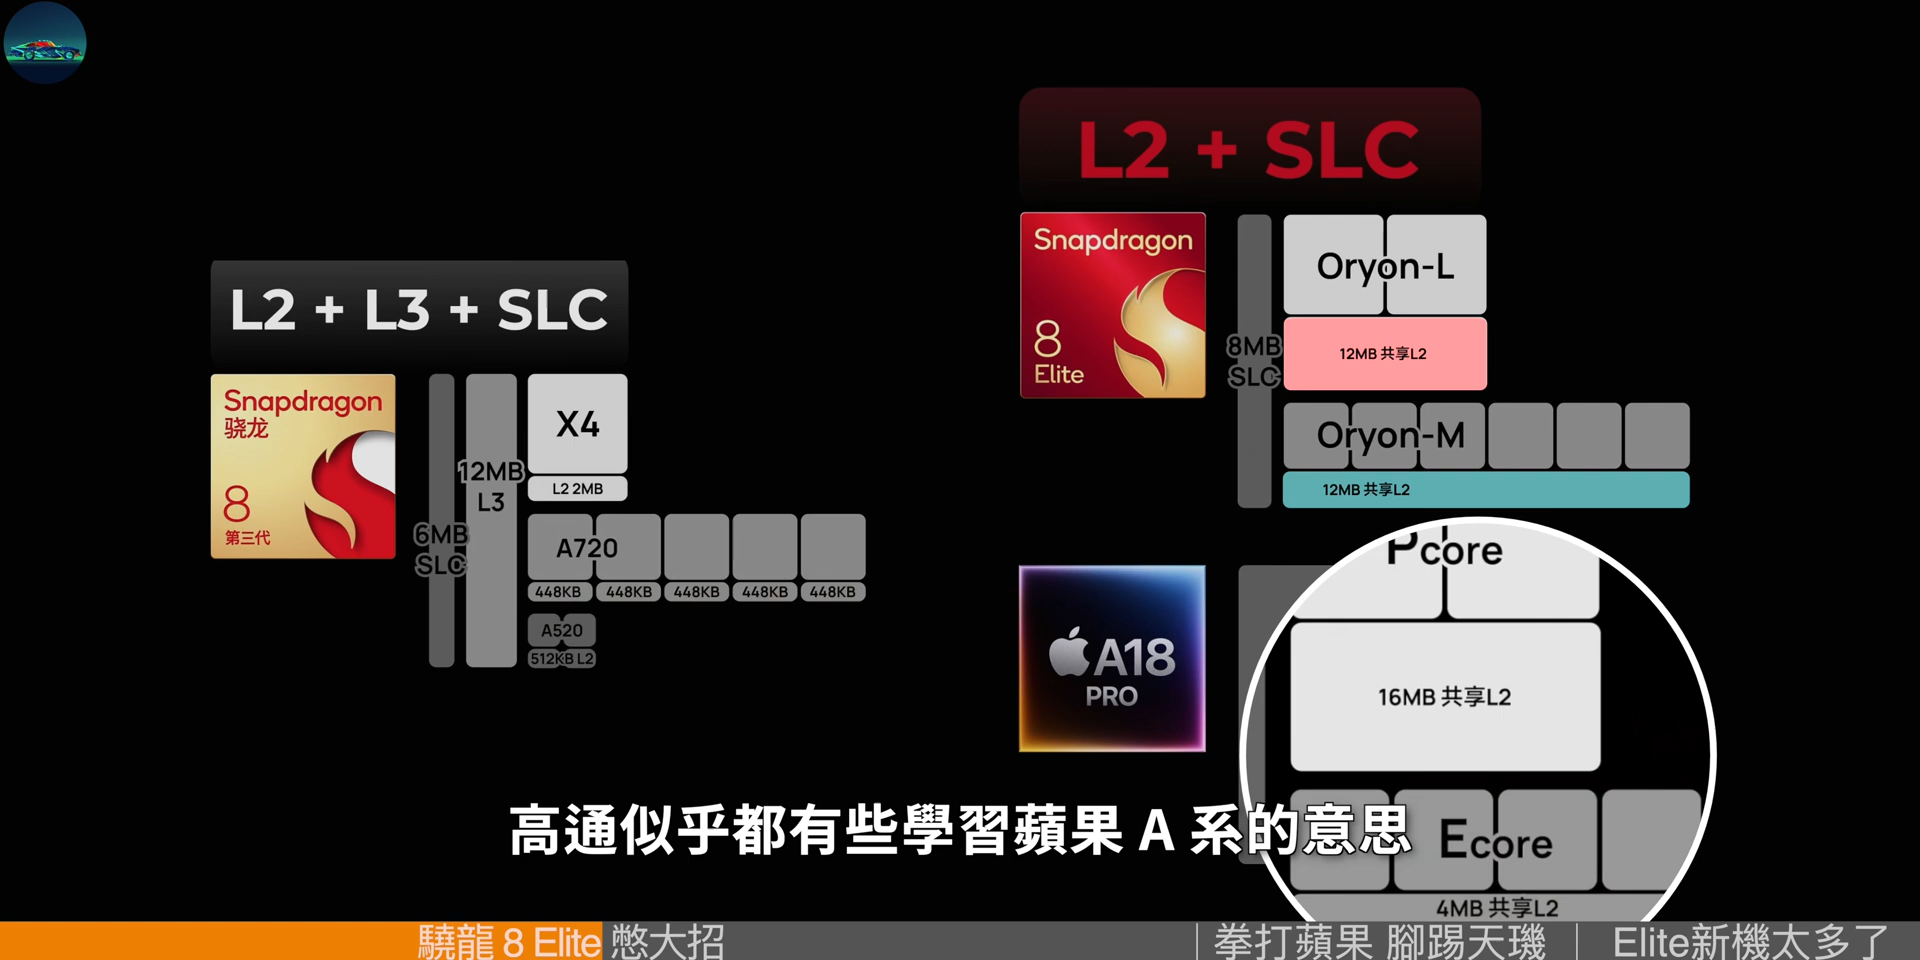 L2 + L3 + SLC
Snapdragon
骁龙
8
第三代
6MB
SLC
12MB
L3
X4
L2 2MB
A720
448KB
448KB
448KB
448KB
448KB
A520
512KB L2
L2 + SLC
Snapdragon
8
Elite
8MB
SLC
Oryon-L
12MB 共享L2
Oryon-M
12MB 共享L2
A18
PRO
Pcore
16MB 共享L2
Ecore
4MB 共享L2
高通似乎都有些學習蘋果 A 系的意思
驍龍 8 Elite 憋大招
拳打蘋果 腳踢天璣
Elite新機太多了